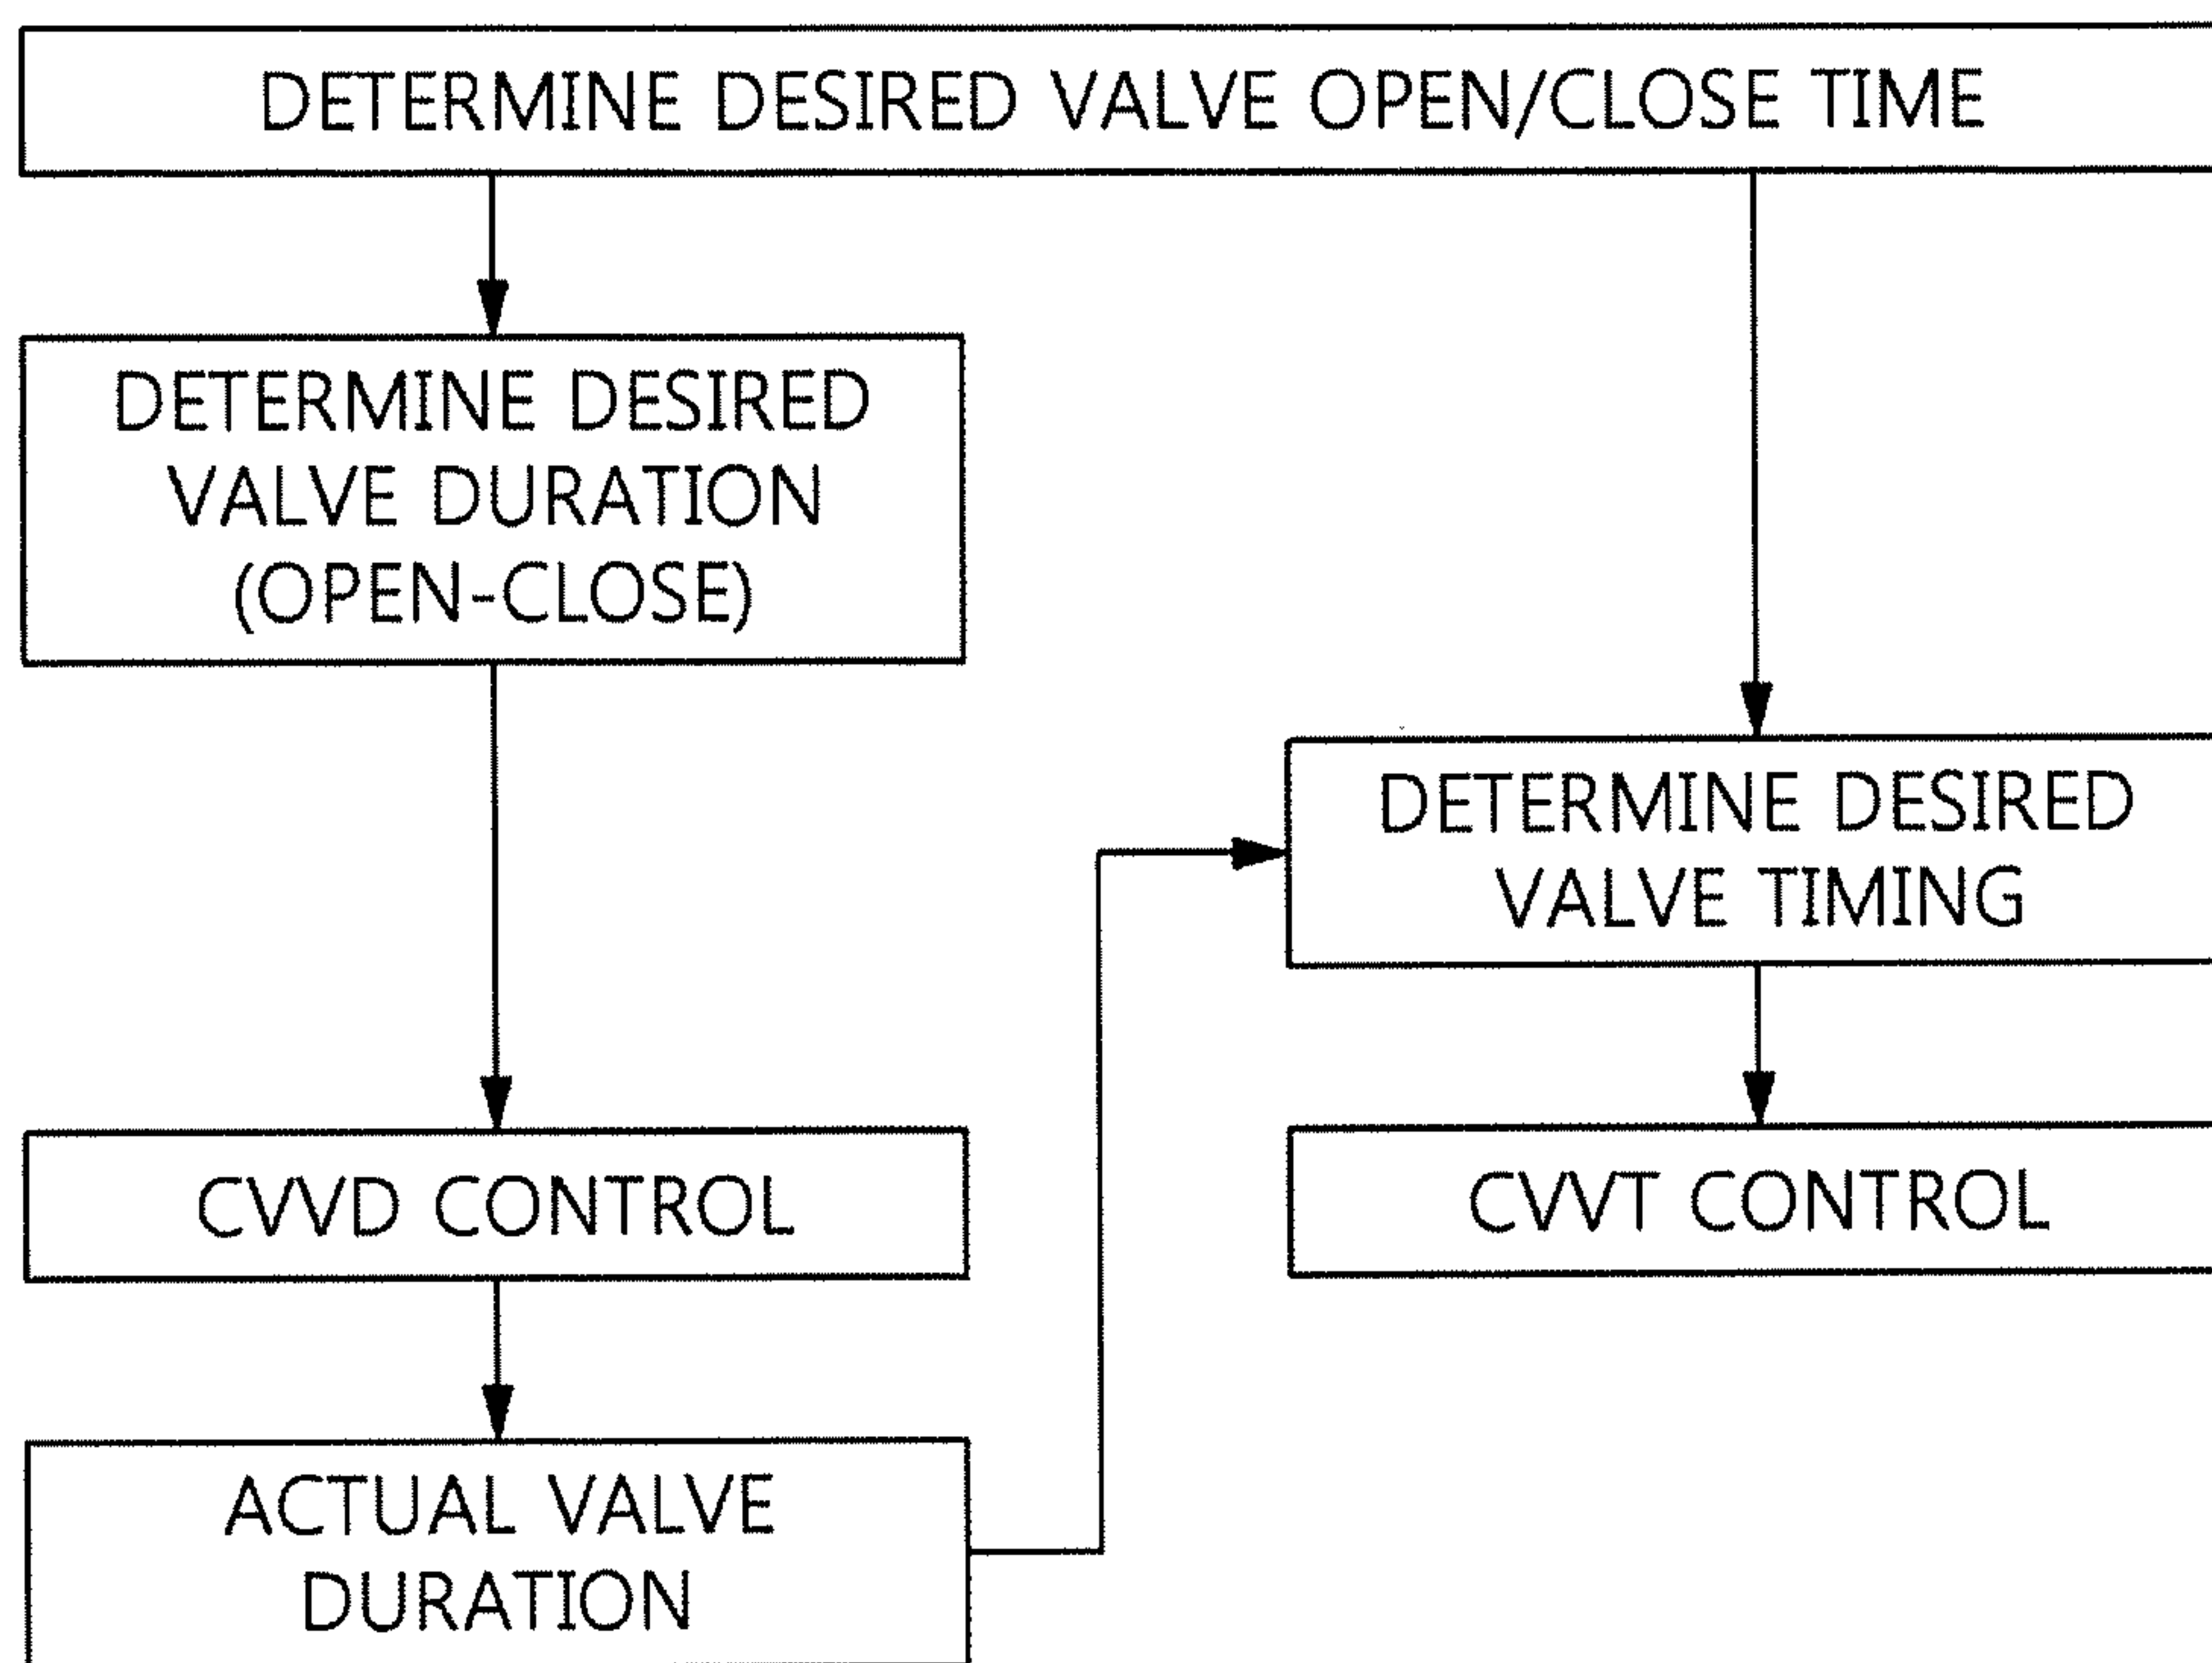 DETERMINE DESIRED VALVE OPEN/CLOSE TIME
DETERMINE DESIRED
VALVE DURATION
(OPEN-CLOSE)
DETERMINE DESIRED
VALVE TIMING
CVVD CONTROL
CVVT CONTROL
ACTUAL VALVE
DURATION